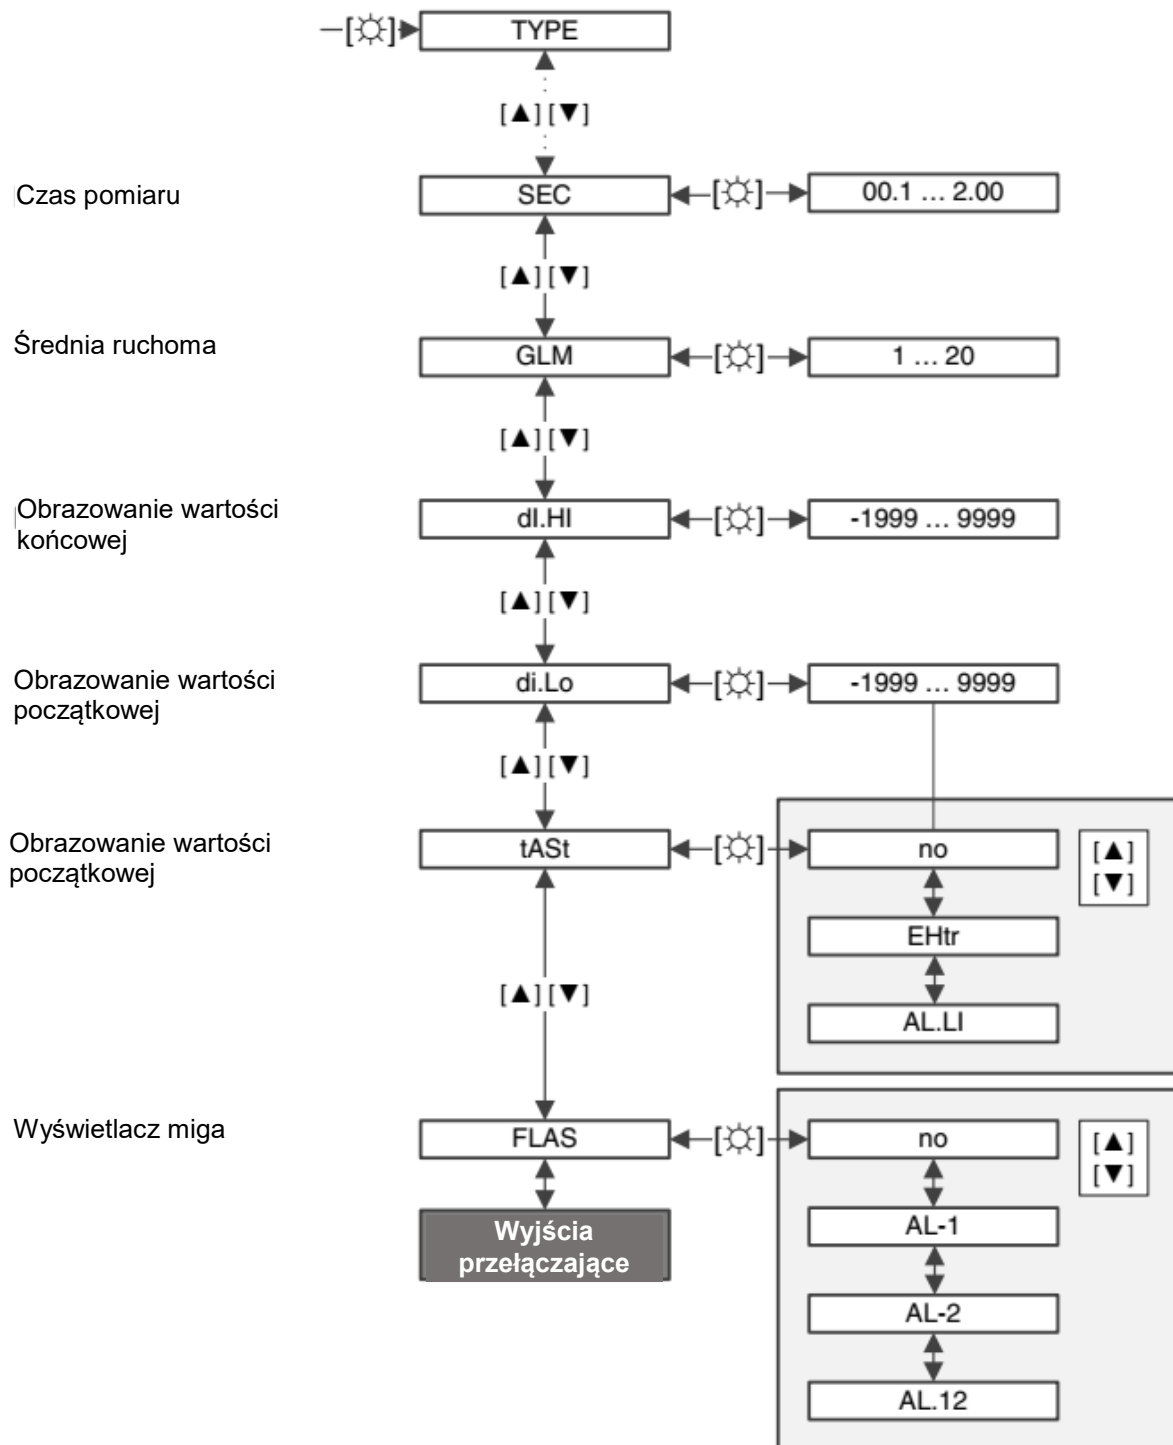 TYPE
[▲][▼]
Czas pomiaru
SEC
00.1 ... 2.00
[▲][▼]
Średnia ruchoma
GLM
1 ... 20
[▲][▼]
Obrazowanie wartości
końcowej
dI.HI
-1999 ... 9999
[▲][▼]
Obrazowanie wartości
początkowej
di.Lo
-1999 ... 9999
[▲][▼]
Obrazowanie wartości
początkowej
tASt
no
[▲]
[▼]
EHtr
[▲][▼]
AL.LI
Wyświetlacz miga
FLAS
no
[▲]
[▼]
Wyjścia
przełączające
AL-1
AL-2
AL.12